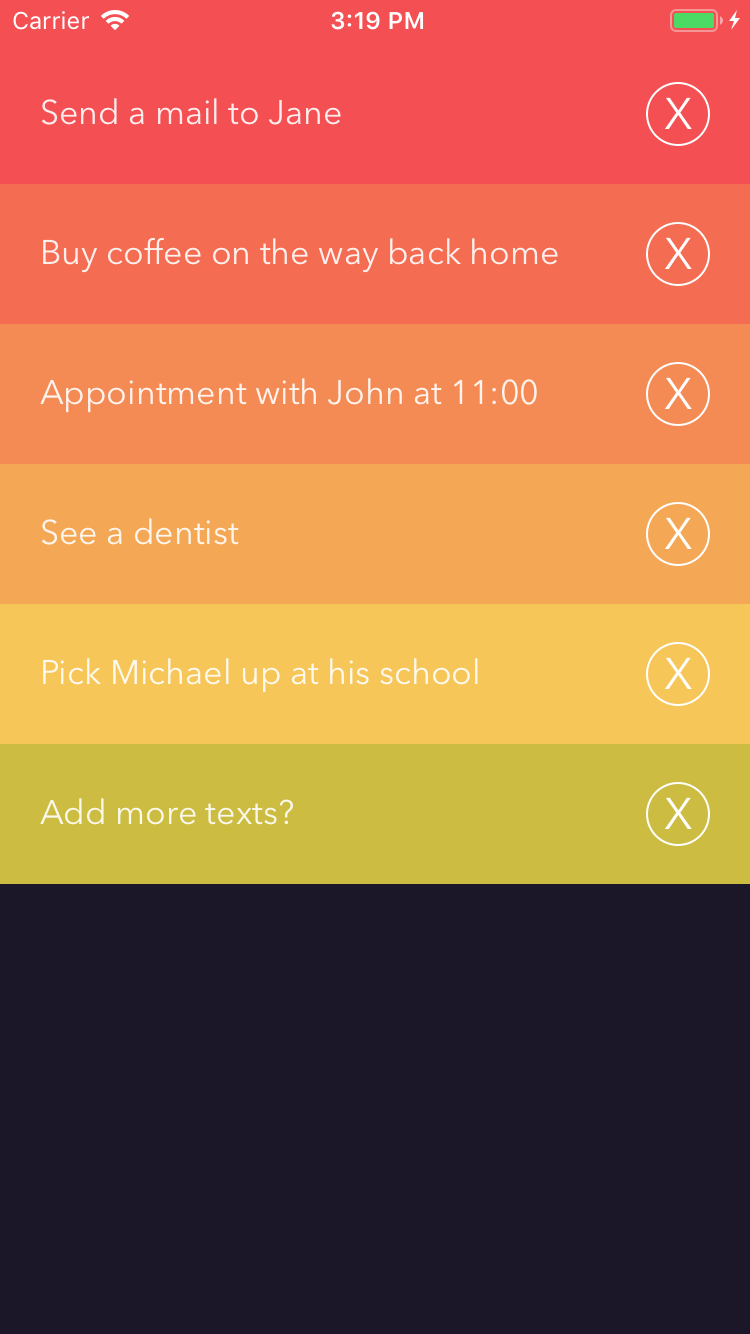 Carrier 3:19 PM
Send a mail to Jane X
Buy coffee on the way back home X
Appointment with John at 11:00 X
See a dentist X
Pick Michael up at his school X
Add more texts? X